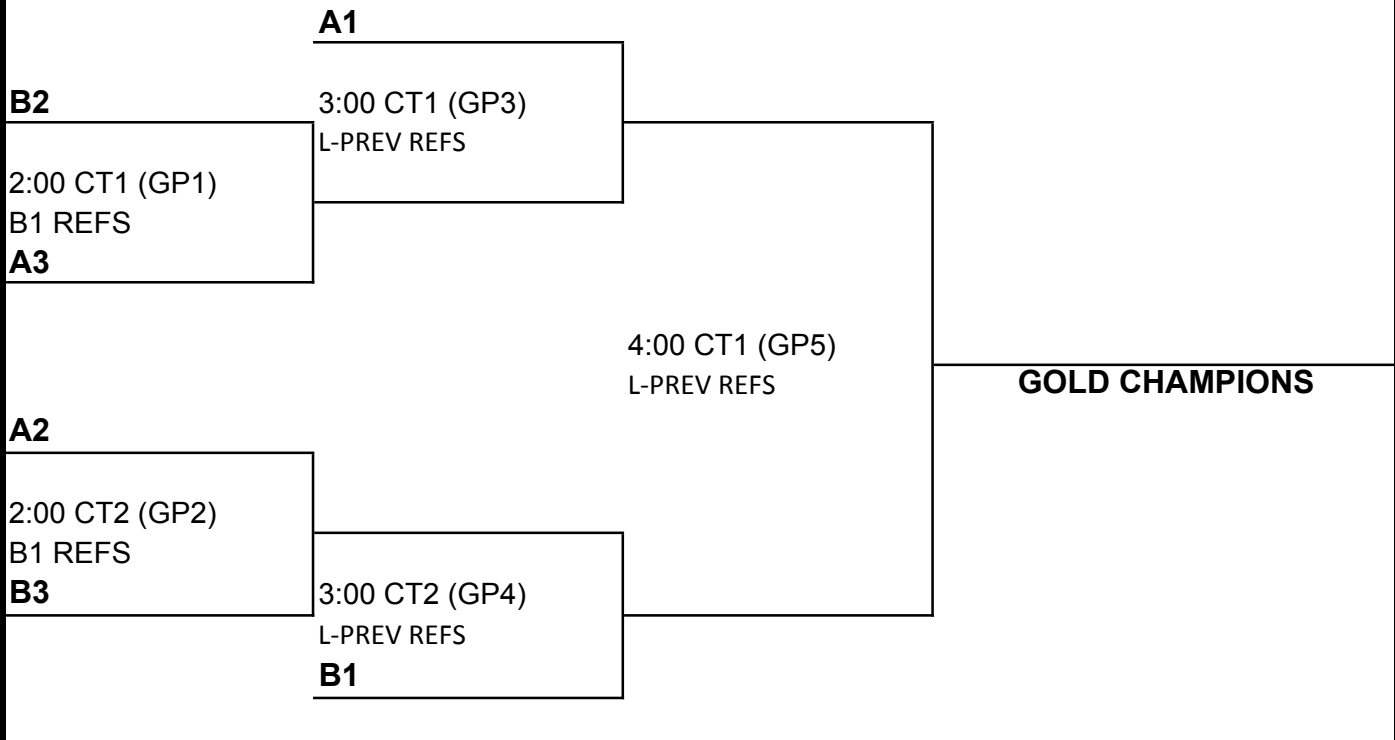 A1
B2
3:00 CT1 (GP3)
L-PREV REFS
2:00 CT1 (GP1)
B1 REFS
A3
4:00 CT1 (GP5)
L-PREV REFS
GOLD CHAMPIONS
A2
2:00 CT2 (GP2)
B1 REFS
B3
3:00 CT2 (GP4)
L-PREV REFS
B1